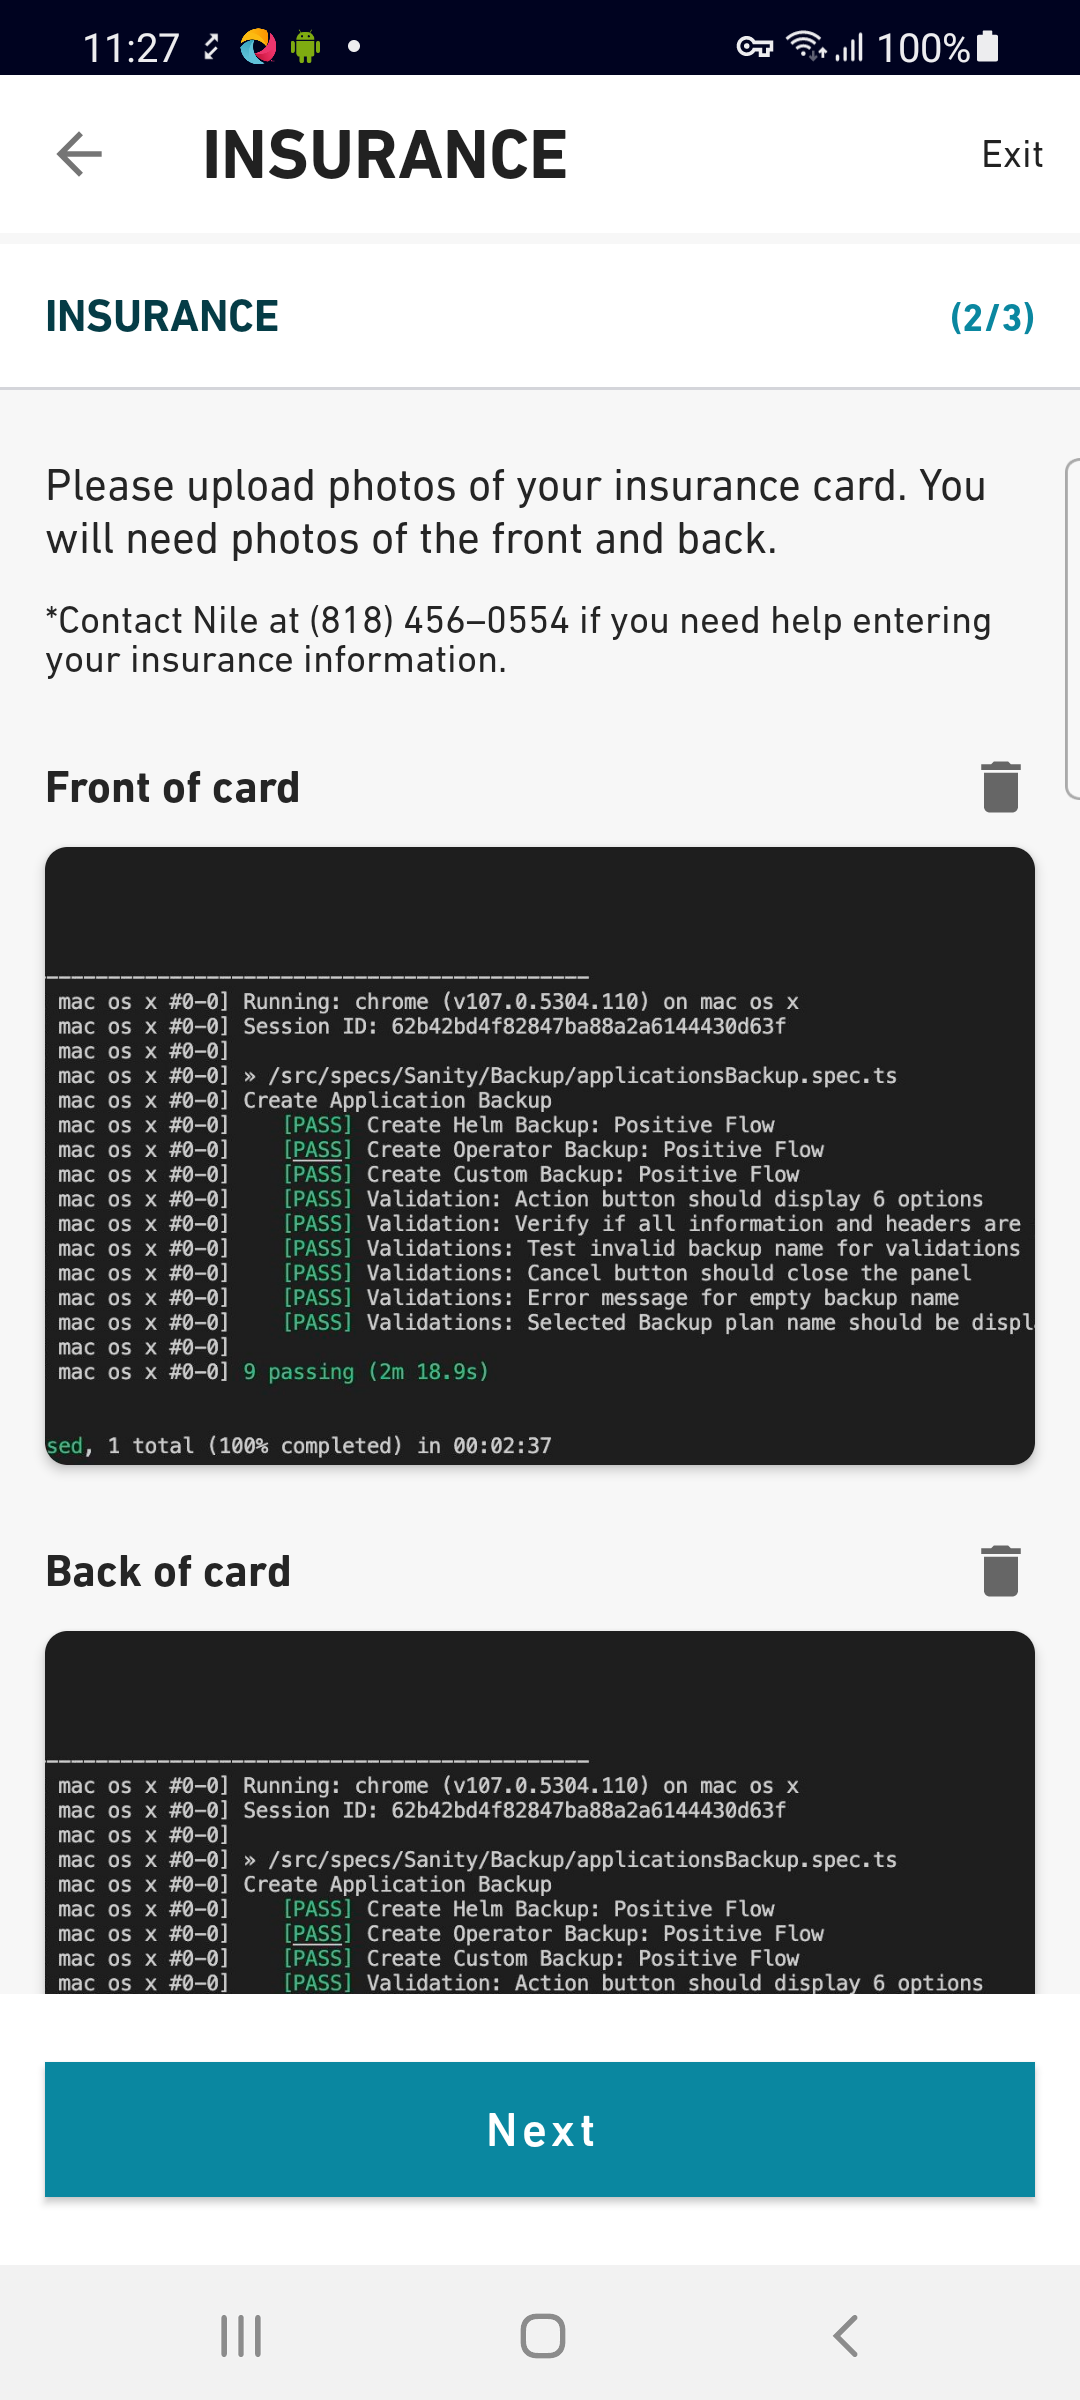 11:27
100%
INSURANCE
Exit
INSURANCE
(2/3)
Please upload photos of your insurance card. You
will need photos of the front and back.
*Contact Nile at (818) 456–0554 if you need help entering
your insurance information.
Front of card
mac os x #0-0] Running: chrome (v107.0.5304.110) on mac os x
mac os x #0-0] Session ID: 62b42bd4f82847ba88a2a6144430d63f
mac os x #0-0]
mac os x #0-0] » /src/specs/Sanity/Backup/applicationsBackup.spec.ts
mac os x #0-0] Create Application Backup
mac os x #0-0] [PASS] Create Helm Backup: Positive Flow
mac os x #0-0] [PASS] Create Operator Backup: Positive Flow
mac os x #0-0] [PASS] Create Custom Backup: Positive Flow
mac os x #0-0] [PASS] Validation: Action button should display 6 options
mac os x #0-0] [PASS] Validation: Verify if all information and headers are
mac os x #0-0] [PASS] Validations: Test invalid backup name for validations
mac os x #0-0] [PASS] Validations: Cancel button should close the panel
mac os x #0-0] [PASS] Validations: Error message for empty backup name
mac os x #0-0] [PASS] Validations: Selected Backup plan name should be displ
mac os x #0-0]
mac os x #0-0] 9 passing (2m 18.9s)
sed, 1 total (100% completed) in 00:02:37
Back of card
mac os x #0-0] Running: chrome (v107.0.5304.110) on mac os x
mac os x #0-0] Session ID: 62b42bd4f82847ba88a2a6144430d63f
mac os x #0-0]
mac os x #0-0] » /src/specs/Sanity/Backup/applicationsBackup.spec.ts
mac os x #0-0] Create Application Backup
mac os x #0-0] [PASS] Create Helm Backup: Positive Flow
mac os x #0-0] [PASS] Create Operator Backup: Positive Flow
mac os x #0-0] [PASS] Create Custom Backup: Positive Flow
mac os x #0-0] [PASS] Validation: Action button should display 6 options
Next